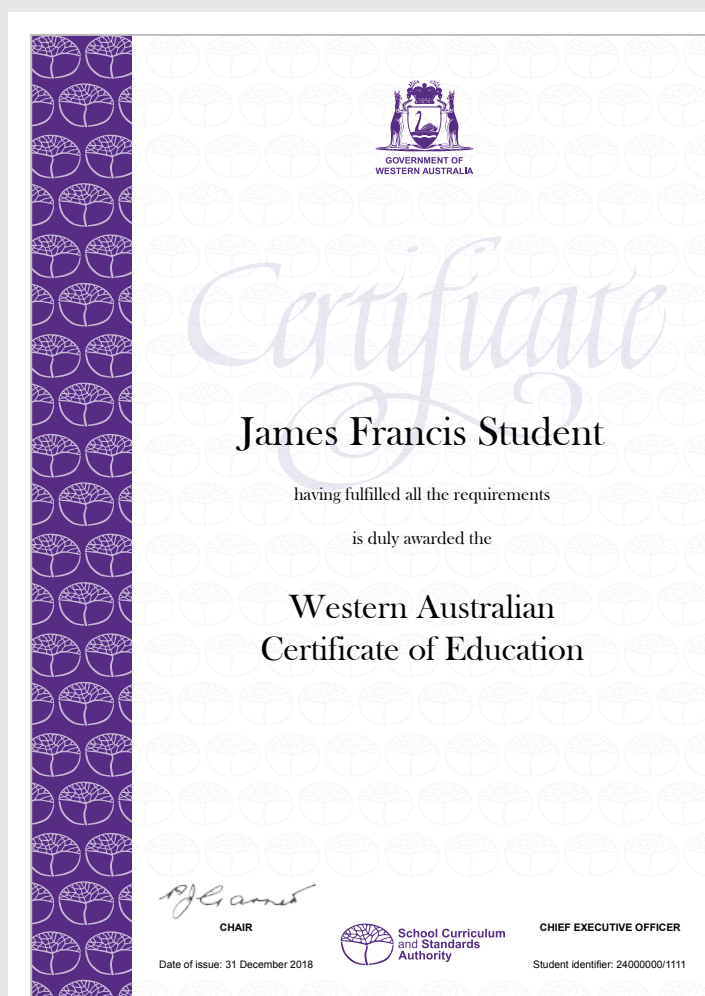 GOVERNMENT OF
WESTERN AUSTRALIA
Certificate
James Francis Student
having fulfilled all the requirements
is duly awarded the
Western Australian
Certificate of Education
CHAIR
CHIEF EXECUTIVE OFFICER
School Curriculum
and Standards
Authority
Date of issue: 31 December 2018
Student identifier: 24000000/1111